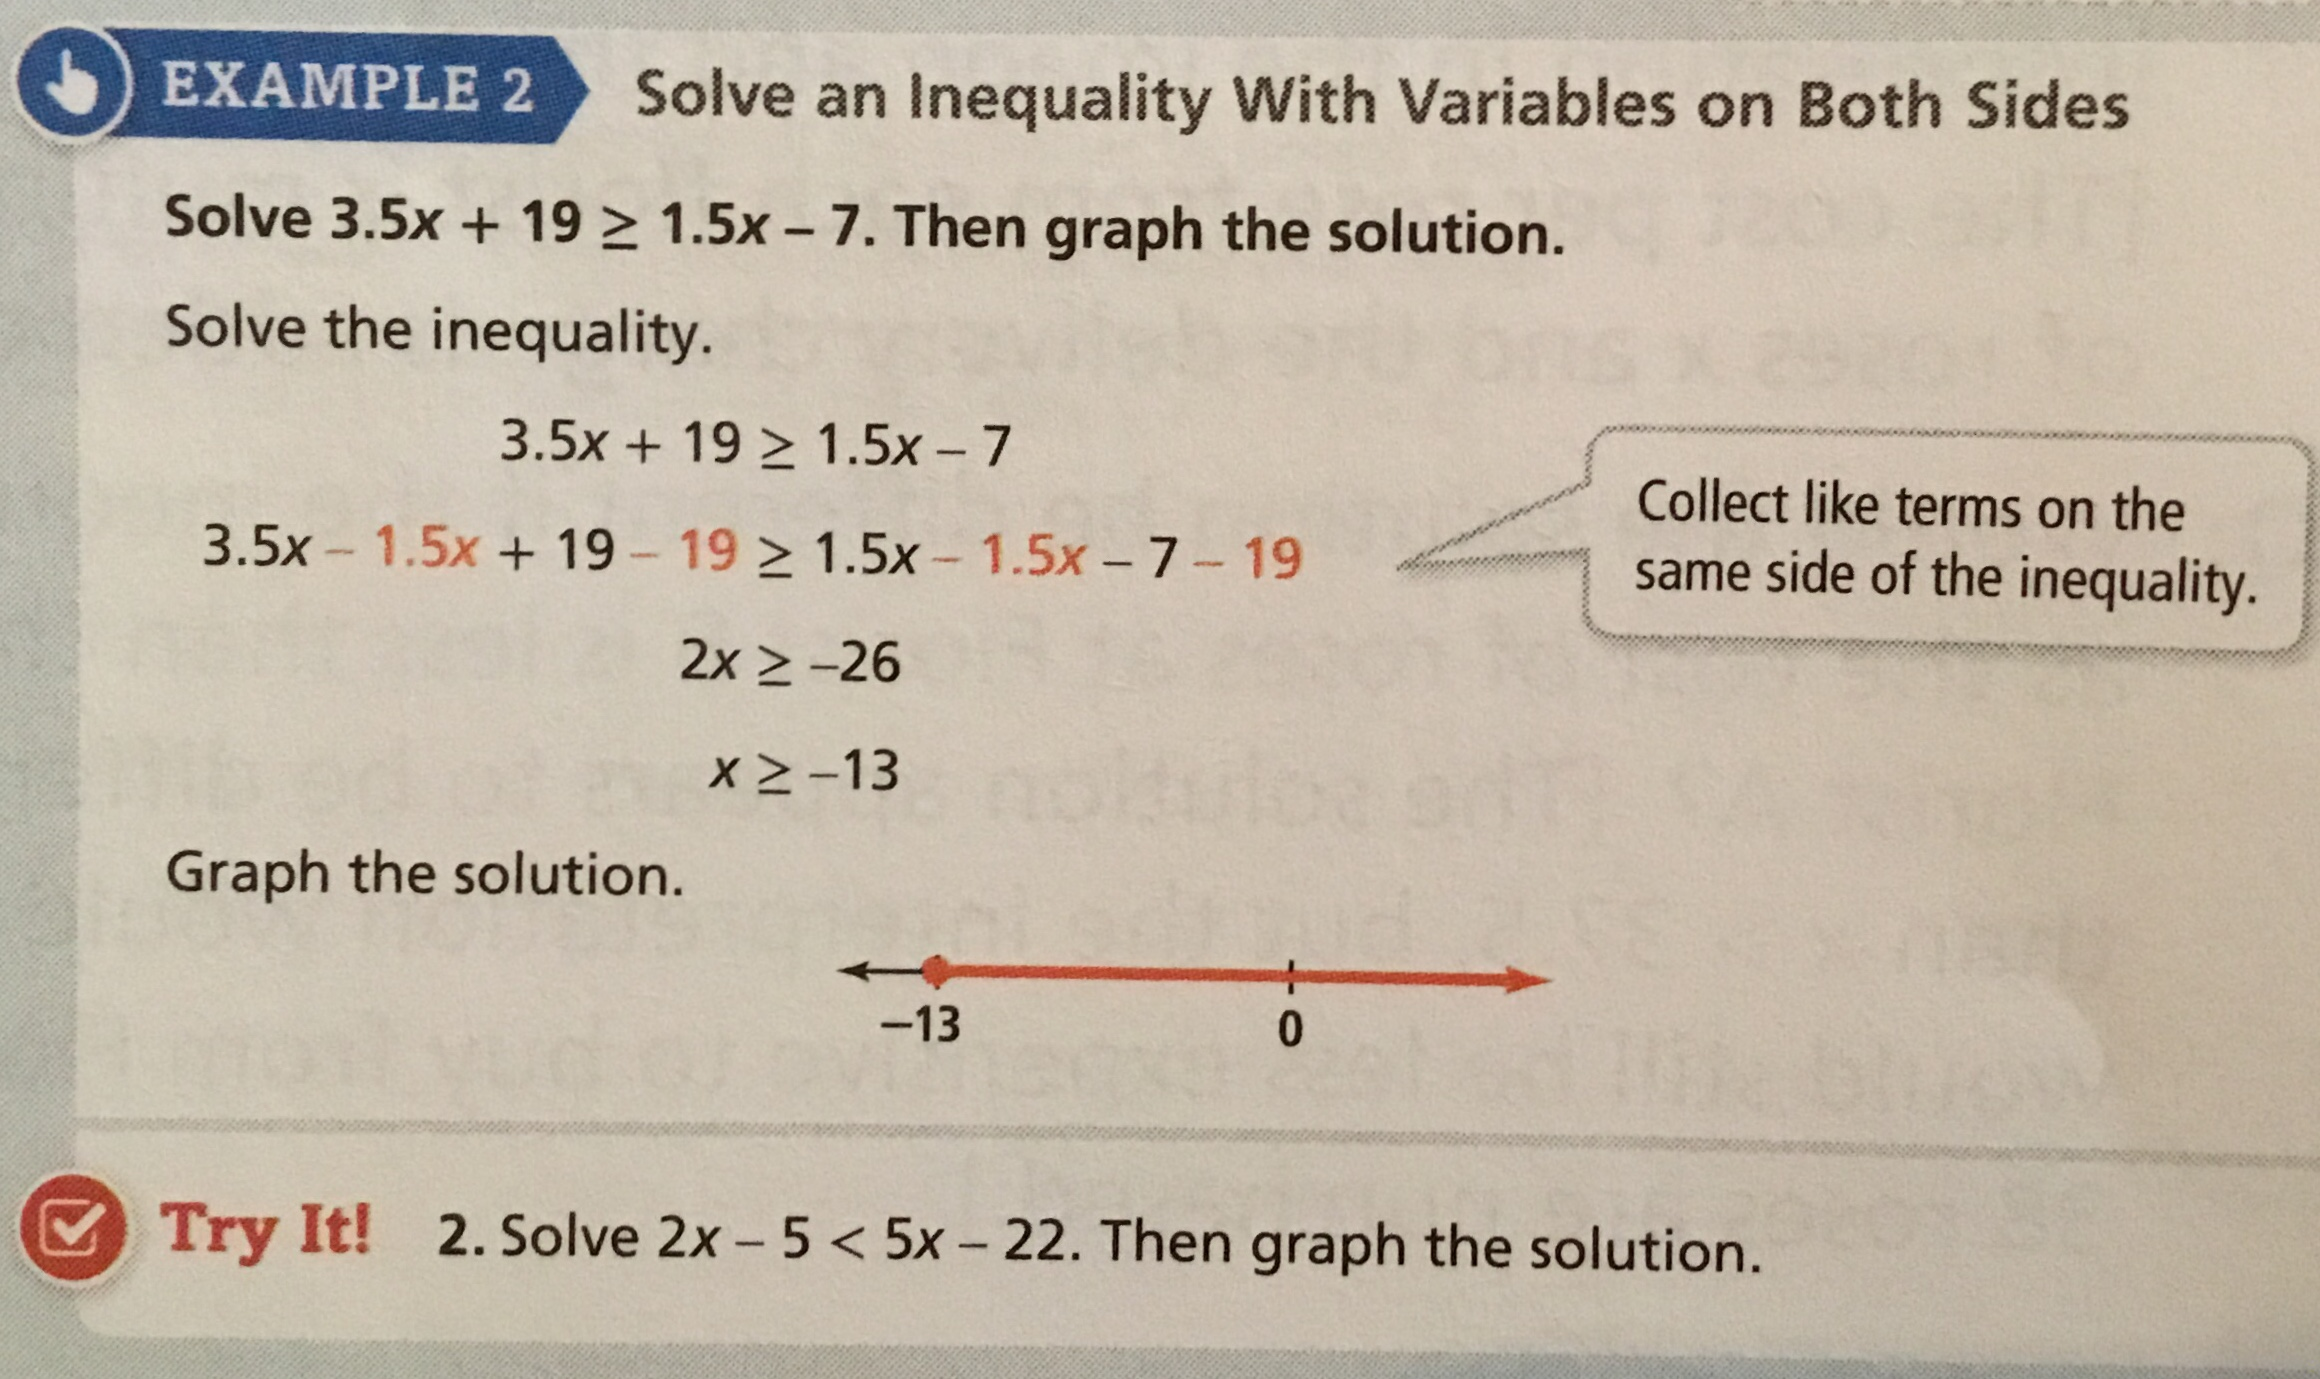 EXAMPLE 2 Solve an Inequality With Variables on Both Sides
Solve 3.5x + 19 ≥ 1.5x – 7. Then graph the solution.
Solve the inequality.
3.5x + 19 ≥ 1.5x – 7
3.5x – 1.5x + 19 – 19 ≥ 1.5x – 1.5x – 7 – 19
Collect like terms on the
same side of the inequality.
2x ≥ –26
x ≥ –13
Graph the solution.
–13 0
Try It! 2. Solve 2x – 5 < 5x – 22. Then graph the solution.